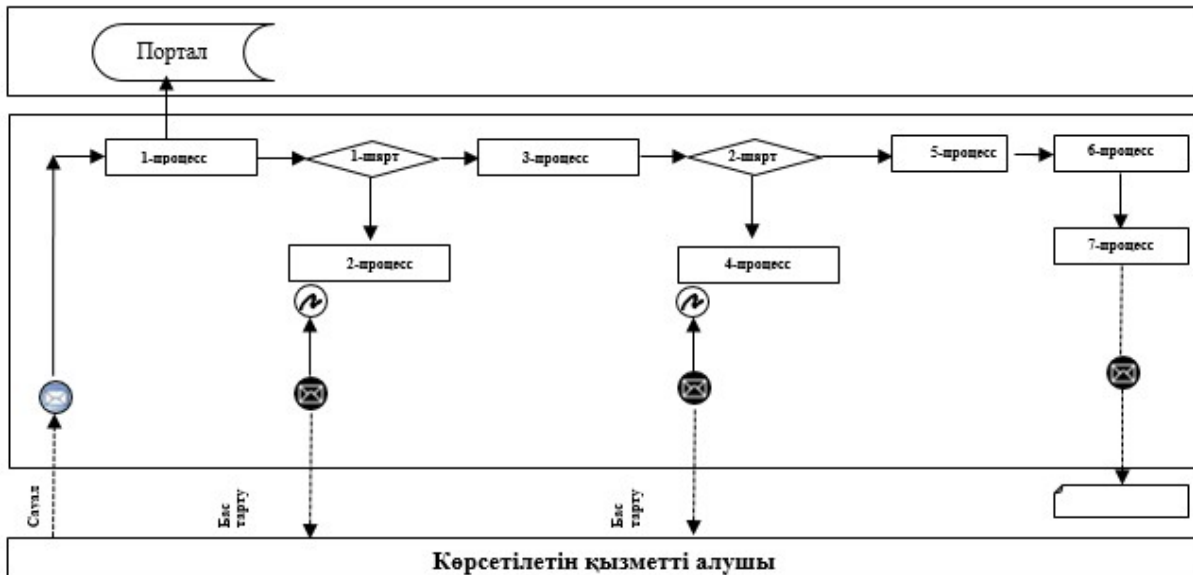 Портал
1-процесс
1-шарт
3-процесс
2-шарт
5-процесс
6-процесс
2-процесс
4-процесс
7-процесс
Сауал
Бас
тарту
Бас
тарту
Көрсетілетін қызметті алушы